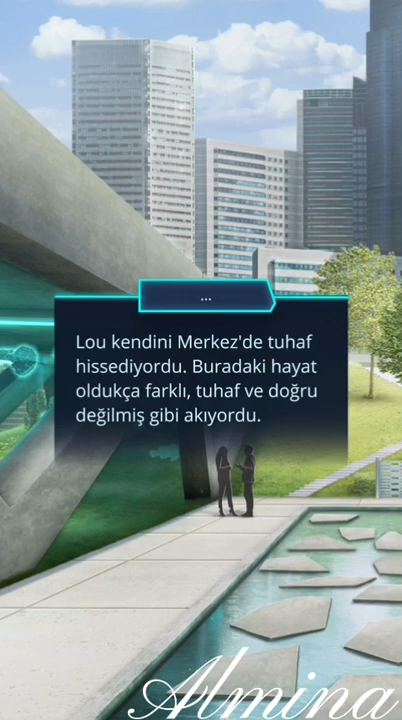 ...
Lou kendini Merkez'de tuhaf
hissediyordu. Buradaki hayat
oldukça farklı, tuhaf ve doğru
değilmiş gibi akıyordu.
Almina